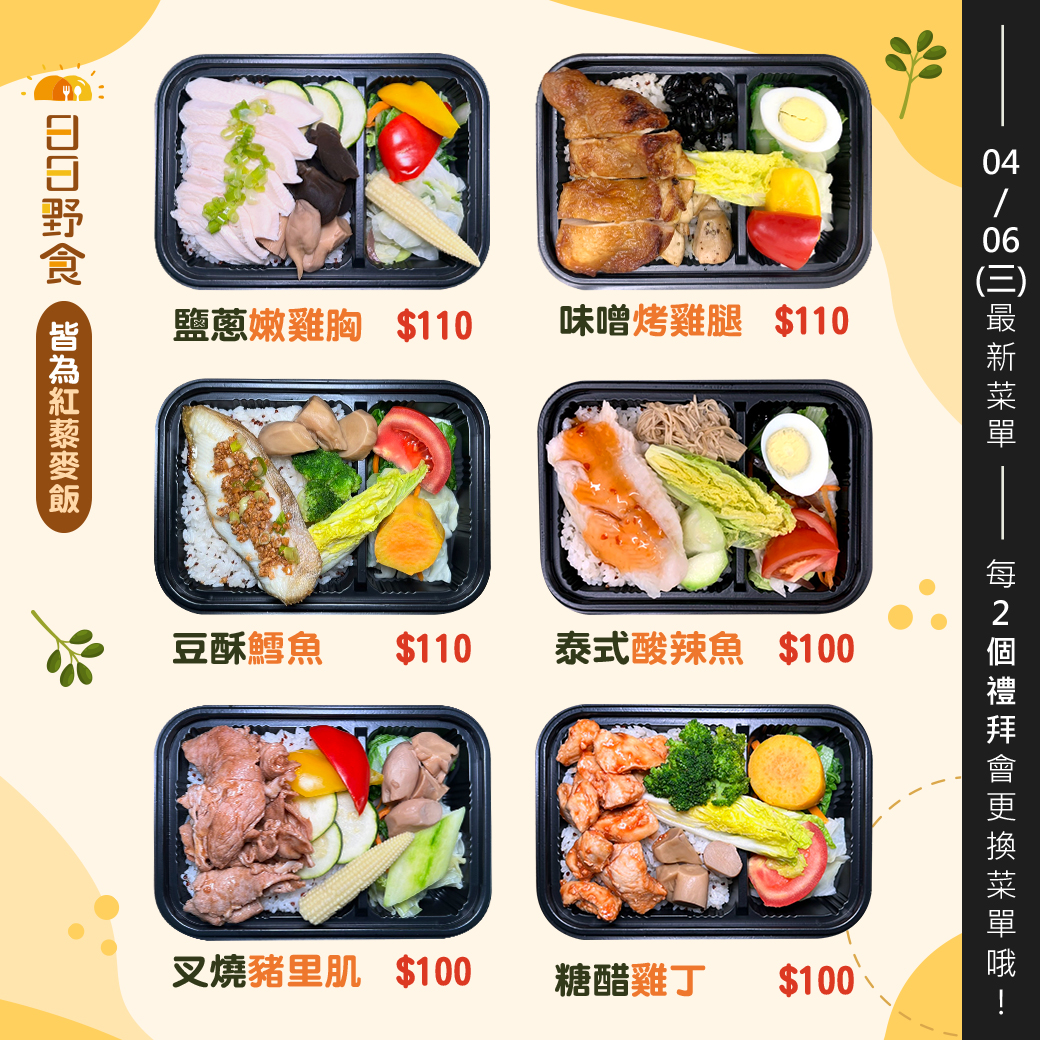 日日野食
皆為紅藜麥飯
鹽蔥嫩雞胸 $110
味噌烤雞腿 $110
豆酥鱈魚 $110
泰式酸辣魚 $100
叉燒豬里肌 $100
糖醋雞丁 $100
04/06(三)最新菜單
每2個禮拜會更換菜單哦!